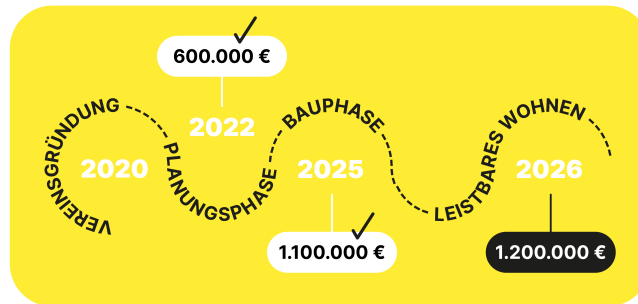 VEREINSGRÜNDUNG
2020
600.000 €
2022
PLANUNGSPHASE
BAUPHASE
2025
1.100.000 €
LEISTBARES WOHNEN
2026
1.200.000 €